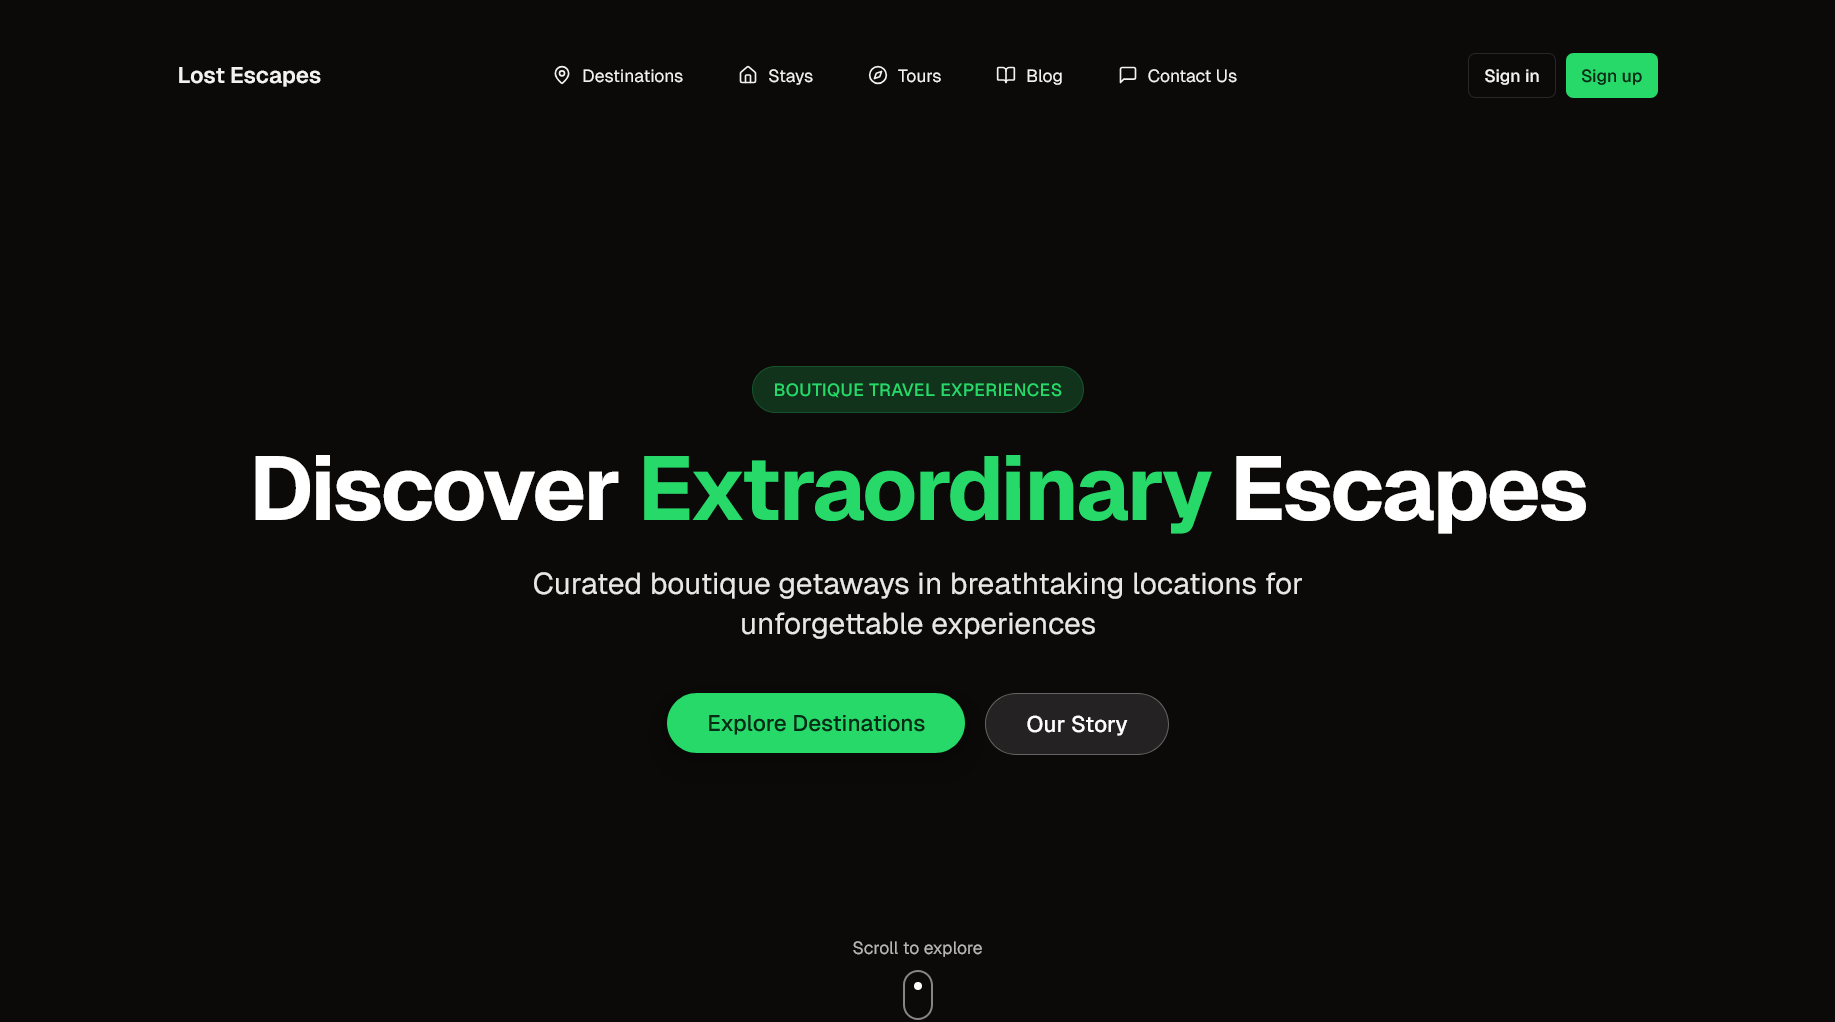 Lost Escapes
Destinations
Stays
Tours
Blog
Contact Us
Sign in
Sign up
BOUTIQUE TRAVEL EXPERIENCES
Discover Extraordinary Escapes
Curated boutique getaways in breathtaking locations for
unforgettable experiences
Explore Destinations
Our Story
Scroll to explore